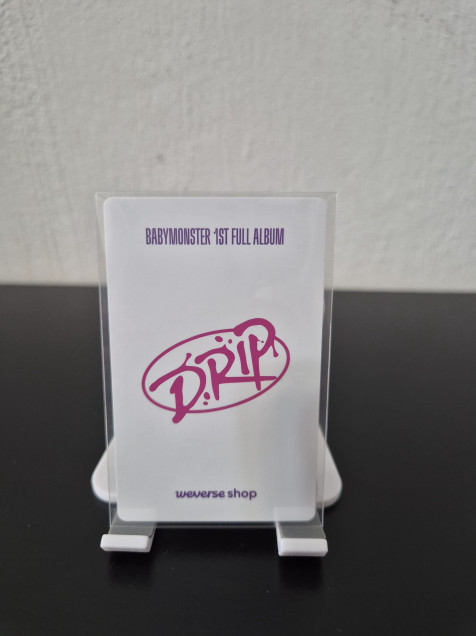 BABYMONSTER 1ST FULL ALBUM
DRIP
weverse shop